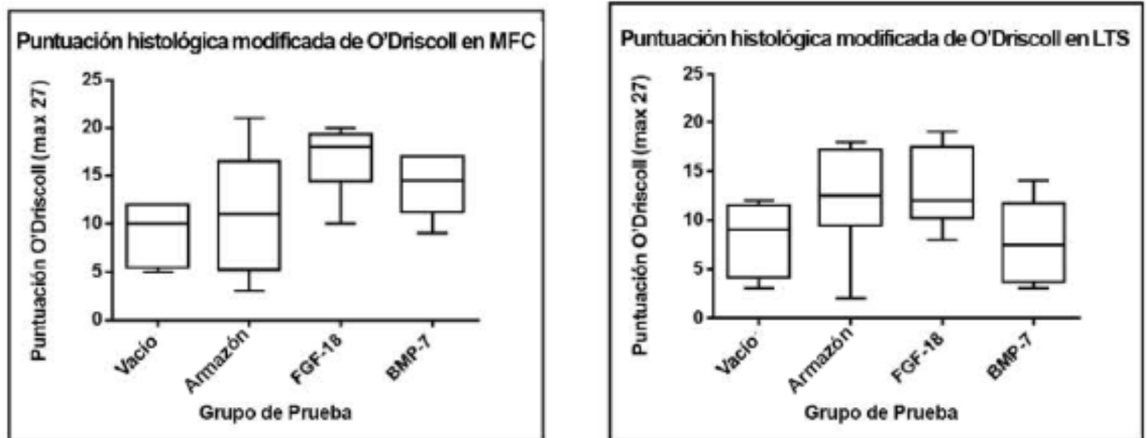 Puntuación histológica modificada de O'Driscoll en MFC
Puntuación O'Driscoll (max 27)
25
20
15
10
5
0
Vacío
Armazón
FGF-18
BMP-7
Grupo de Prueba
Puntuación histológica modificada de O'Driscoll en LTS
Puntuación O'Driscoll (max 27)
25
20
15
10
5
0
Vacío
Armazón
FGF-18
BMP-7
Grupo de Prueba